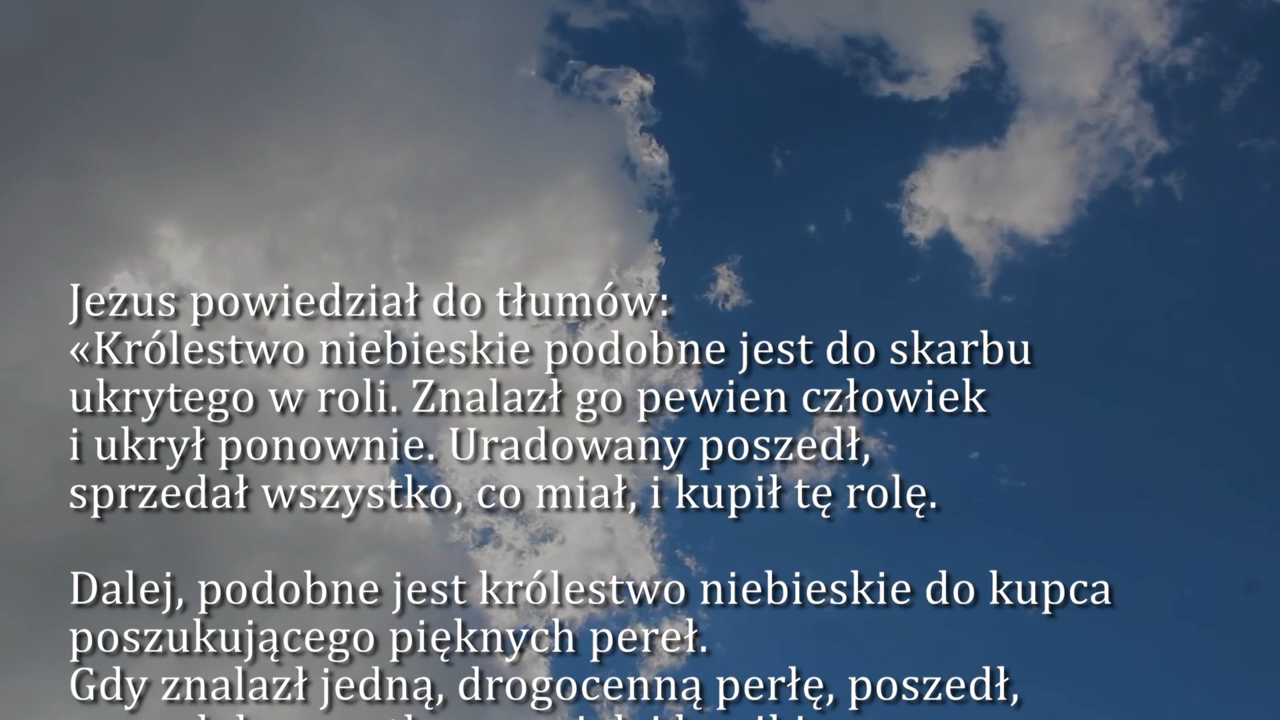 Jezus powiedział do tłumów:
«Królestwo niebieskie podobne jest do skarbu
ukrytego w roli. Znalazł go pewien człowiek
i ukrył ponownie. Uradowany poszedł,
sprzedał wszystko, co miał, i kupił tę rolę.
Dalej, podobne jest królestwo niebieskie do kupca
poszukującego pięknych pereł.
Gdy znalazł jedną, drogocenną perłę, poszedł,